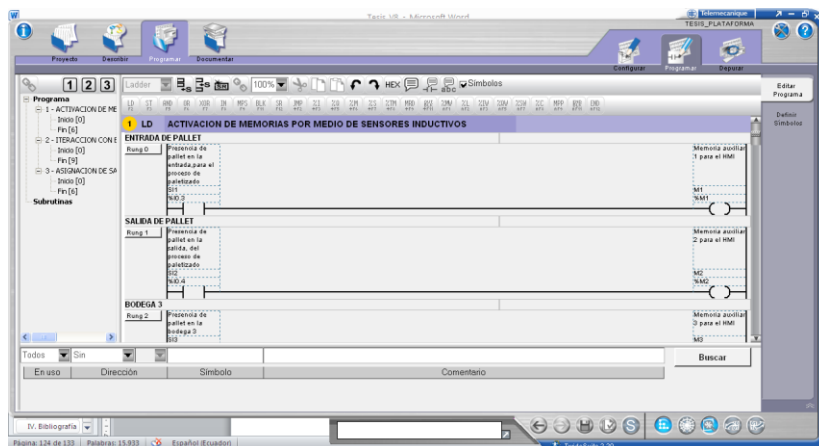 Tesis VB - Microsoft Word
Telemecanique
TESIS_PLATAFORMA
Proyecto
Describir
Programar
Documentar
Configurar
Programar
Depurar
1 2 3
Ladder
100%
HEX
abc
Símbolos
Editar
Programa
Definir
Símbolos
LD ST AND OR XOR
Programa
1 - ACTIVACION DE ME
Inicio [0]
Fin [6]
2 - ITERACCION CON E
Inicio [0]
Fin [9]
3 - ASIGNACION DE SA
Inicio [0]
Fin [6]
Subrutinas
1 LD ACTIVACION DE MEMORIAS POR MEDIO DE SENSORES INDUCTIVOS
ENTRADA DE PALLET
Rung 0
Presencia de
pallet en la
entrada,para el
proceso de
paletizado
SI1
%I0.3
Memoria auxiliar
1 para el HMI
M1
%M1
SALIDA DE PALLET
Rung 1
Presencia de
pallet en la
salida, del
proceso de
paletizado
SI2
%I0.4
Memoria auxiliar
2 para el HMI
M2
%M2
BODEGA 3
Rung 2
Presencia de
pallet en la
bodega 3
SI3
Memoria auxiliar
3 para el HMI
M3
Todos
Sin
Buscar
En uso Dirección Símbolo Comentario
IV. Bibliografía
Página: 124 de 133 Palabras: 15.933 Español (Ecuador)